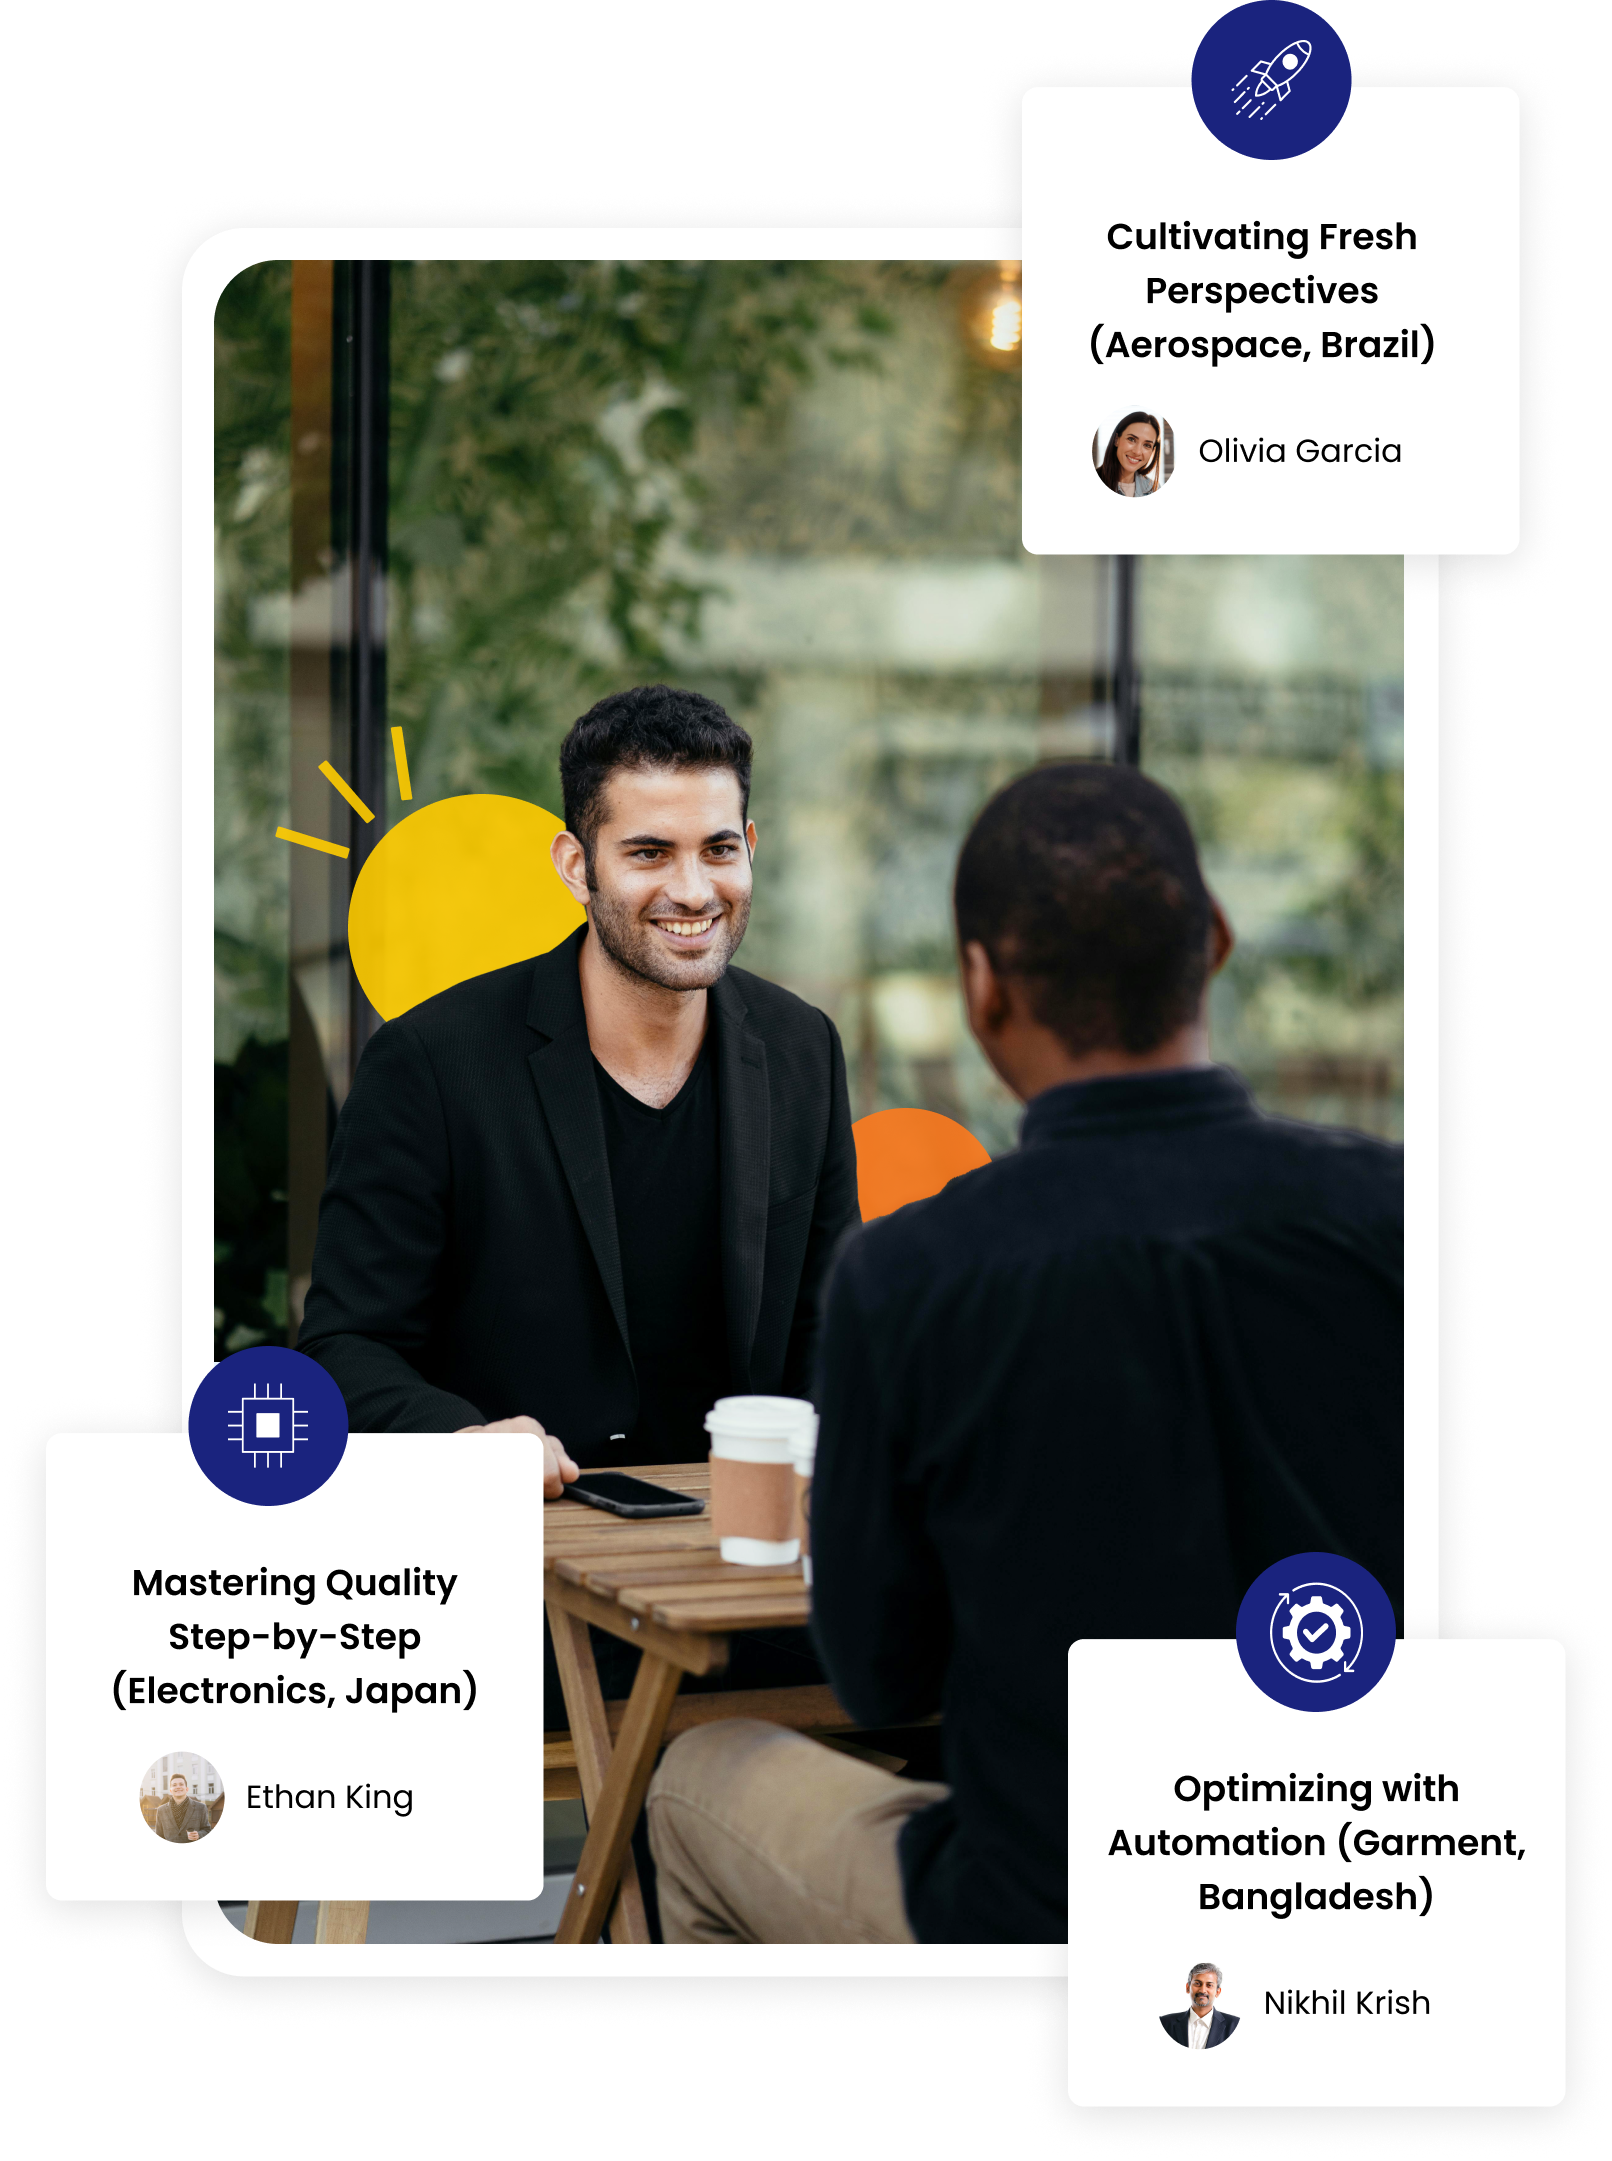 Cultivating Fresh
Perspectives
(Aerospace, Brazil)
Olivia Garcia
Mastering Quality
Step-by-Step
(Electronics, Japan)
Ethan King
Optimizing with
Automation (Garment,
Bangladesh)
Nikhil Krish